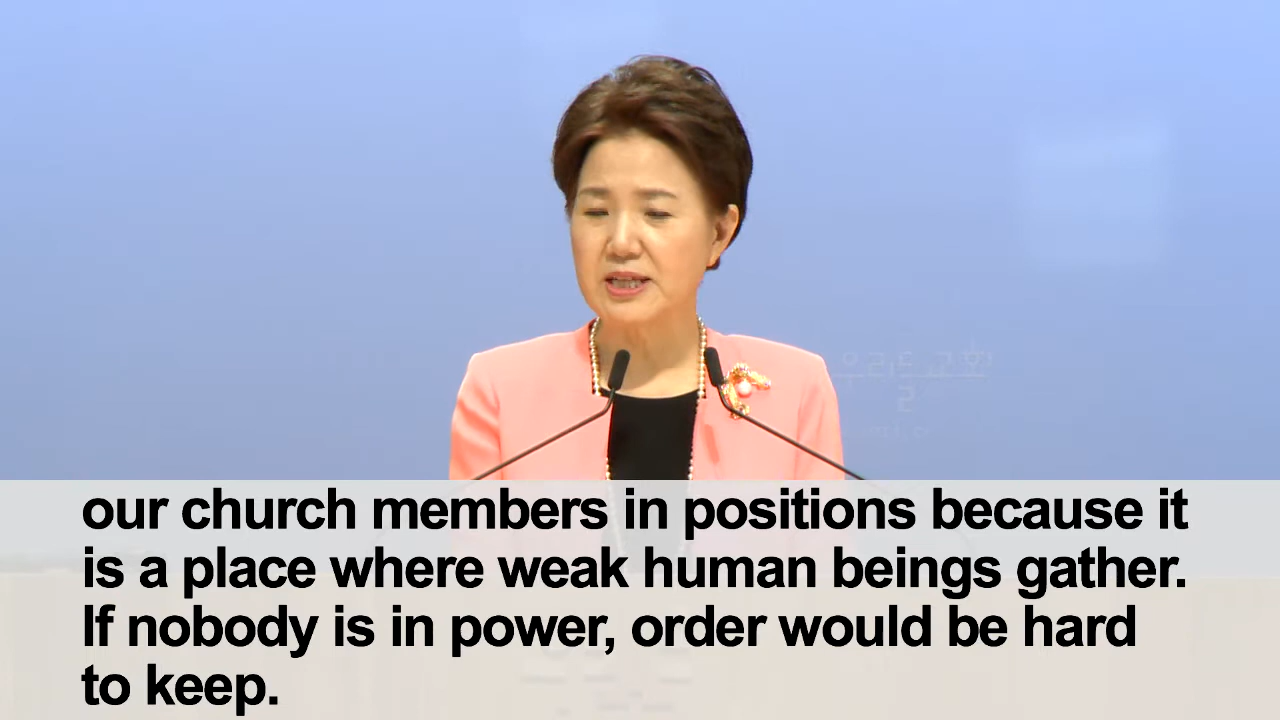 our church members in positions because it
is a place where weak human beings gather.
If nobody is in power, order would be hard
to keep.